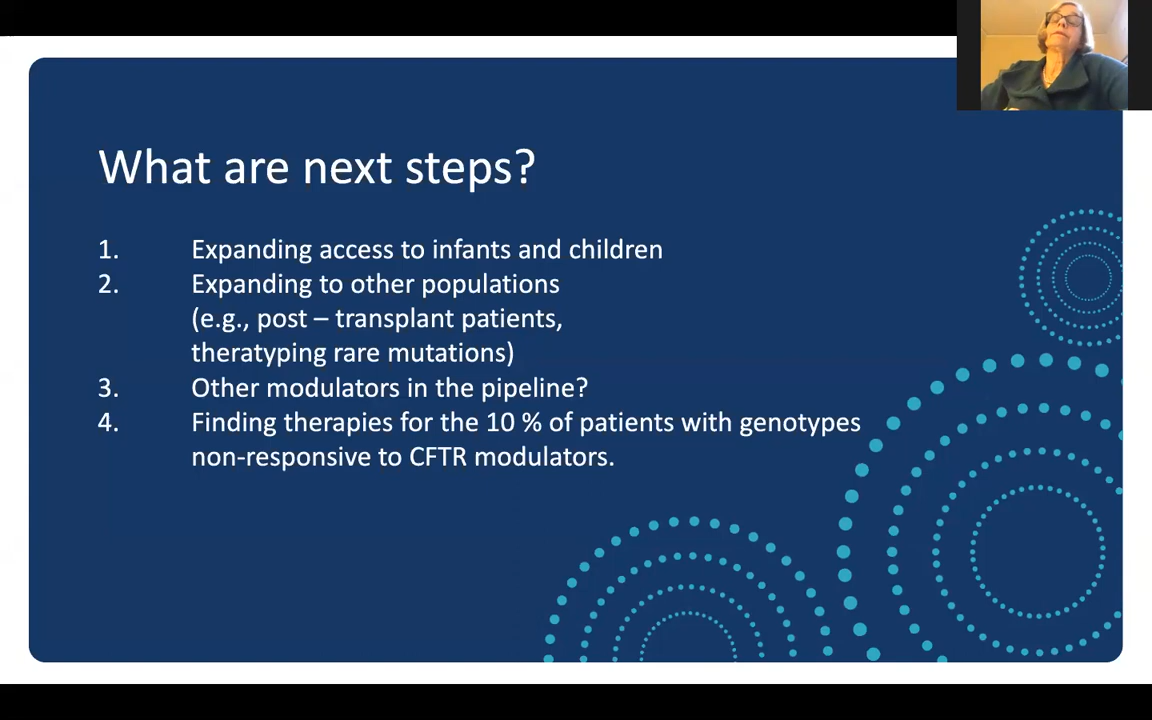 What are next steps?
1. Expanding access to infants and children
2. Expanding to other populations
(e.g., post – transplant patients,
theratyping rare mutations)
3. Other modulators in the pipeline?
4. Finding therapies for the 10 % of patients with genotypes
non-responsive to CFTR modulators.